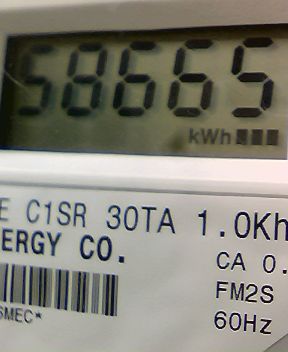 58665
kWh
E C1SR 30TA 1.0Kh
ERGY CO.
CA 0.
FM2S
SMEC*
60Hz